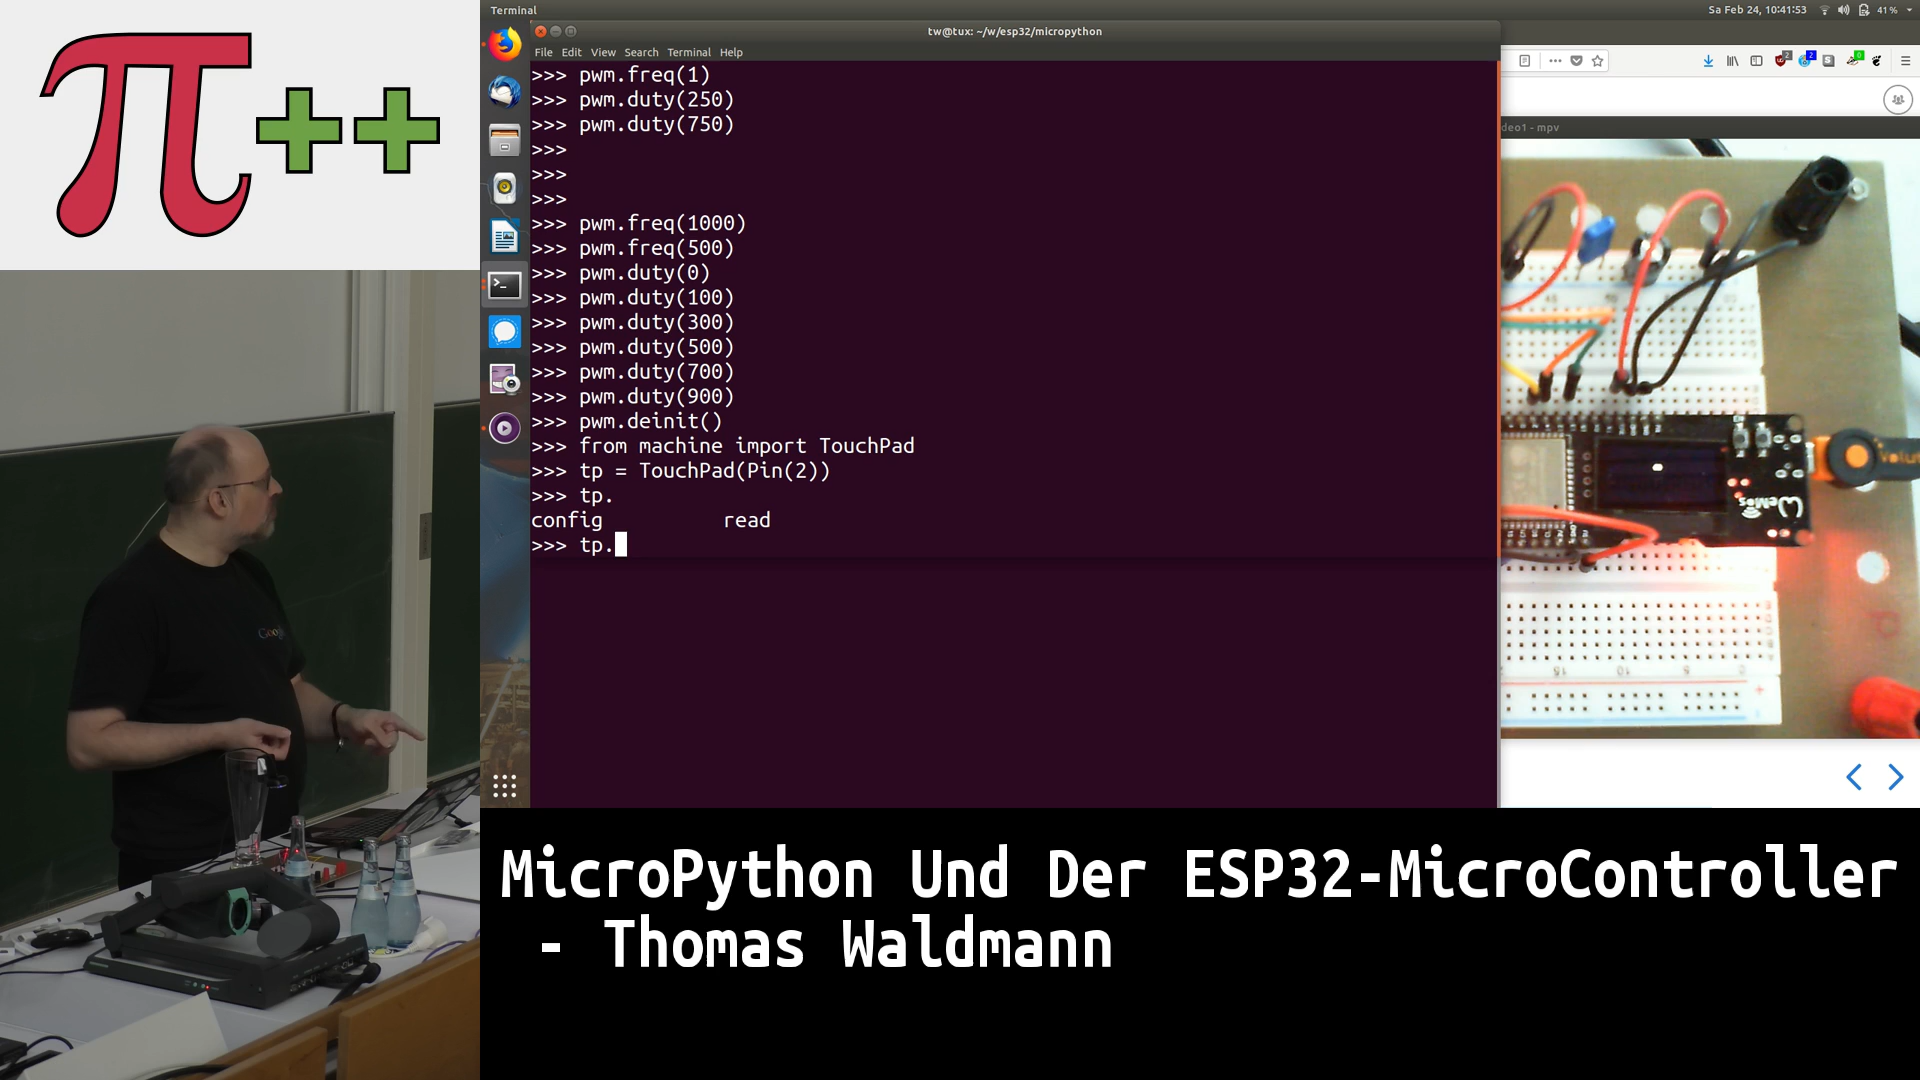 π++
Terminal
Sa Feb 24, 10:41:53
41 %
tw@tux: ~/w/esp32/micropython
File Edit View Search Terminal Help
>>> pwm.freq(1)
>>> pwm.duty(250)
>>> pwm.duty(750)
>>>
>>>
>>>
>>> pwm.freq(1000)
>>> pwm.freq(500)
>>> pwm.duty(0)
>>> pwm.duty(100)
>>> pwm.duty(300)
>>> pwm.duty(500)
>>> pwm.duty(700)
>>> pwm.duty(900)
>>> pwm.deinit()
>>> from machine import TouchPad
>>> tp = TouchPad(Pin(2))
>>> tp.
config read
>>> tp.
deo1 - mpv
WeMos
Google
MicroPython Und Der ESP32-MicroController
- Thomas Waldmann